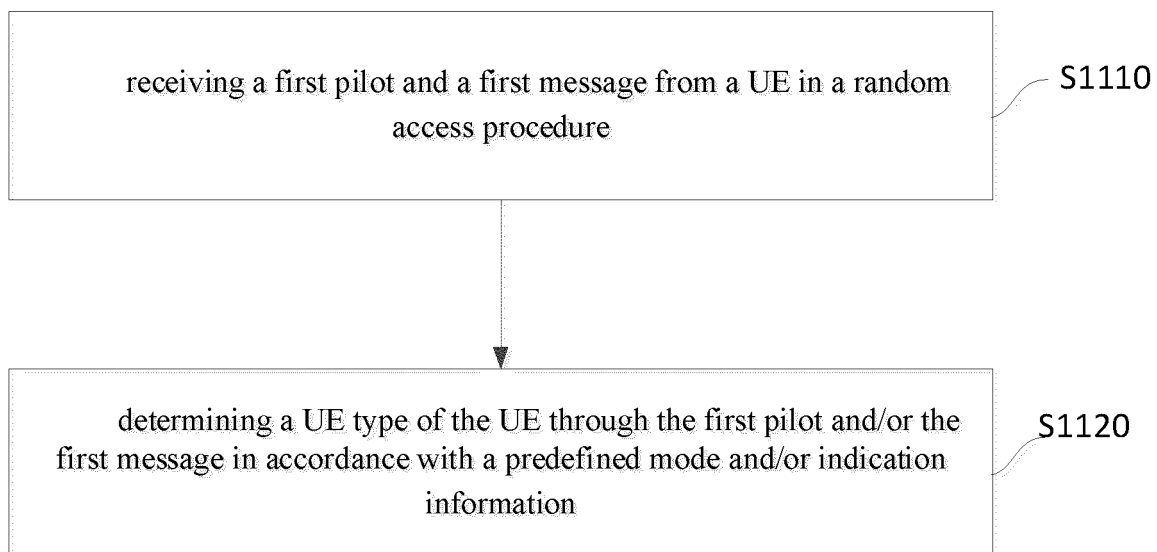 receiving a first pilot and a first message from a UE in a random
access procedure
S1110
determining a UE type of the UE through the first pilot and/or the
first message in accordance with a predefined mode and/or indication
information
S1120